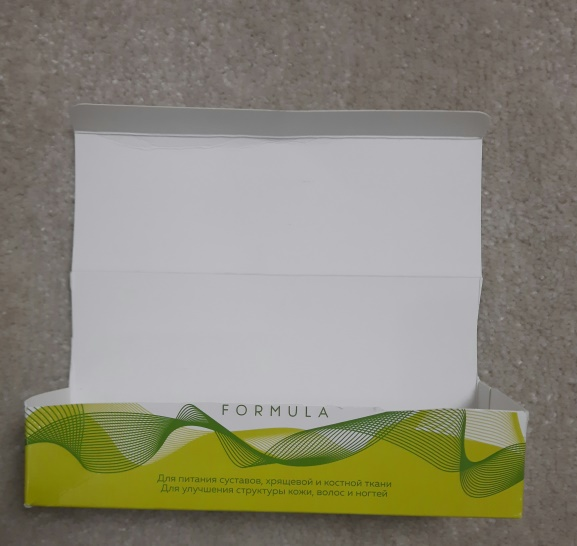 FORMULA
Для питания суставов, хрящевой и костной ткани
Для улучшения структуры кожи, волос и ногтей